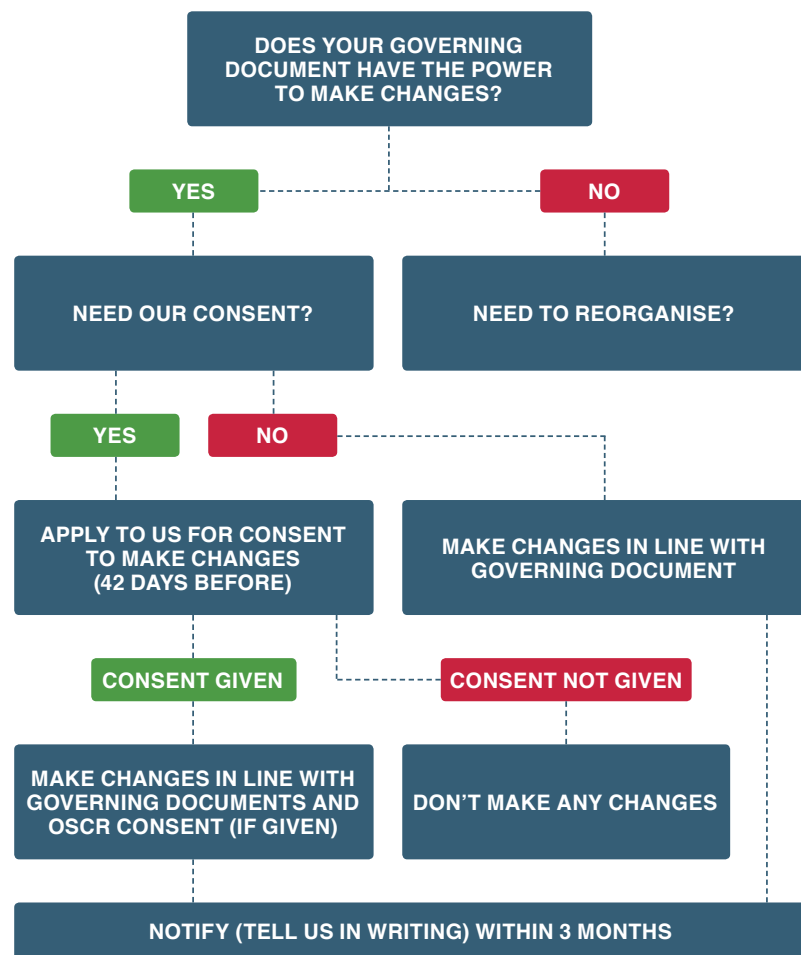 DOES YOUR GOVERNING
DOCUMENT HAVE THE POWER
TO MAKE CHANGES?
YES
NO
NEED OUR CONSENT?
NEED TO REORGANISE?
YES
NO
APPLY TO US FOR CONSENT
TO MAKE CHANGES
(42 DAYS BEFORE)
MAKE CHANGES IN LINE WITH
GOVERNING DOCUMENT
CONSENT GIVEN
CONSENT NOT GIVEN
MAKE CHANGES IN LINE WITH
GOVERNING DOCUMENTS AND
OSCR CONSENT (IF GIVEN)
DON’T MAKE ANY CHANGES
NOTIFY (TELL US IN WRITING) WITHIN 3 MONTHS